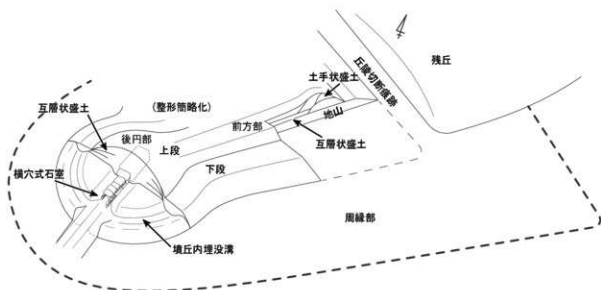 残丘
丘陵切断痕跡
土手状盛土
地山
互層状盛土
(整形簡略化)
前方部
互層状盛土
後円部
上段
下段
横穴式石室
周縁部
墳丘内埋没溝